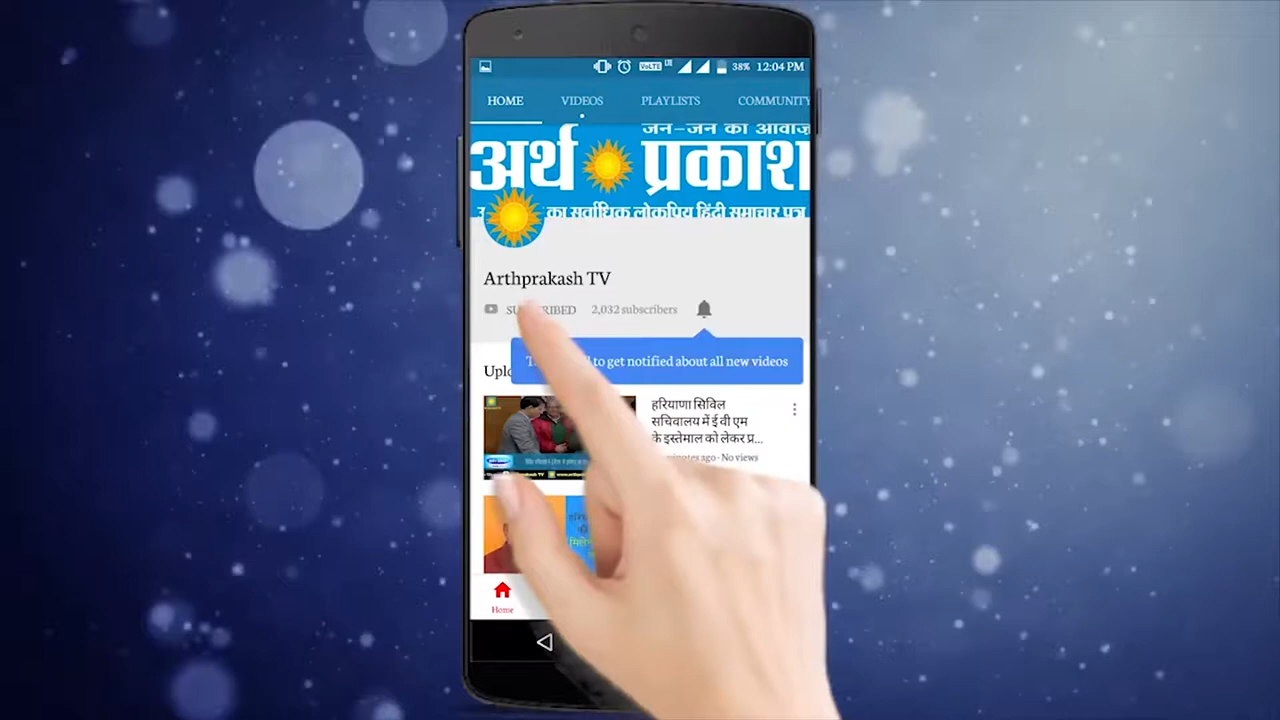 VoLTE 38% 12:04 PM
HOME VIDEOS PLAYLISTS COMMUNITY
जन-जन की आवाज़
अर्थ प्रकाश
का सर्वाधिक लोकप्रिय हिंदी समाचार पत्र
Arthprakash TV
2,032 subscribers
to get notified about all new videos
हरियाणा सिविल
सचिवालय में ई वी एम
के इस्तेमाल को लेकर प्र...
ago · No views
Home